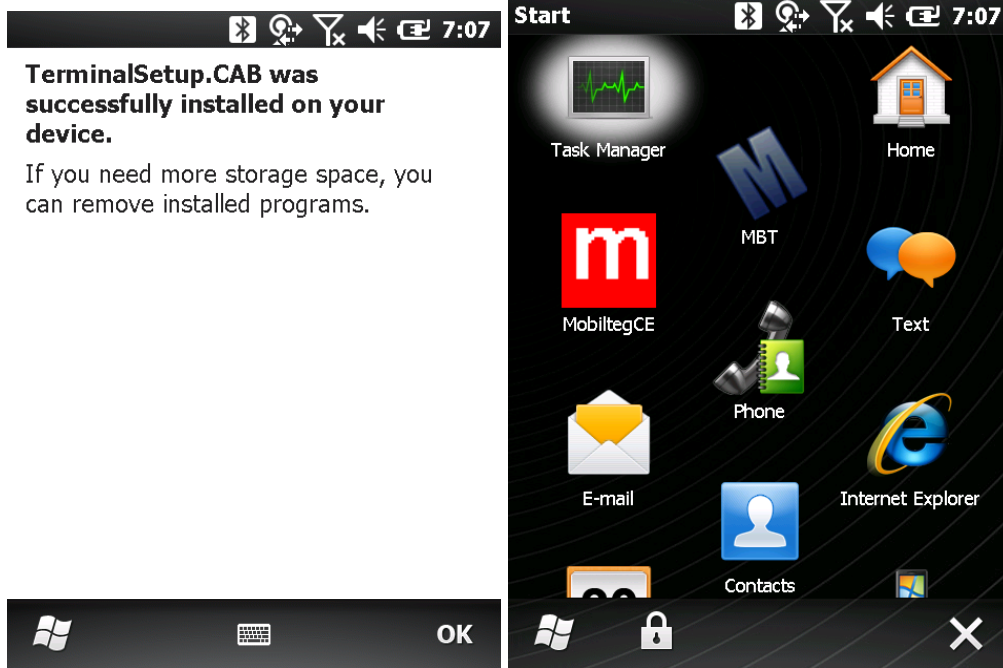 7:07
TerminalSetup.CAB was
successfully installed on your
device.
If you need more storage space, you
can remove installed programs.
OK
Start 7:07
Task Manager
Home
M
MBT
m
MobiltegCE
Text
Phone
E-mail
Internet Explorer
Contacts